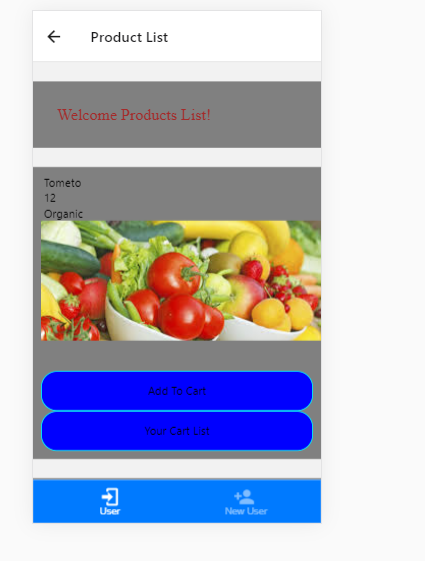 Product List
Welcome Products List!
Tometo
12
Organic
Add To Cart
Your Cart List
User
New User